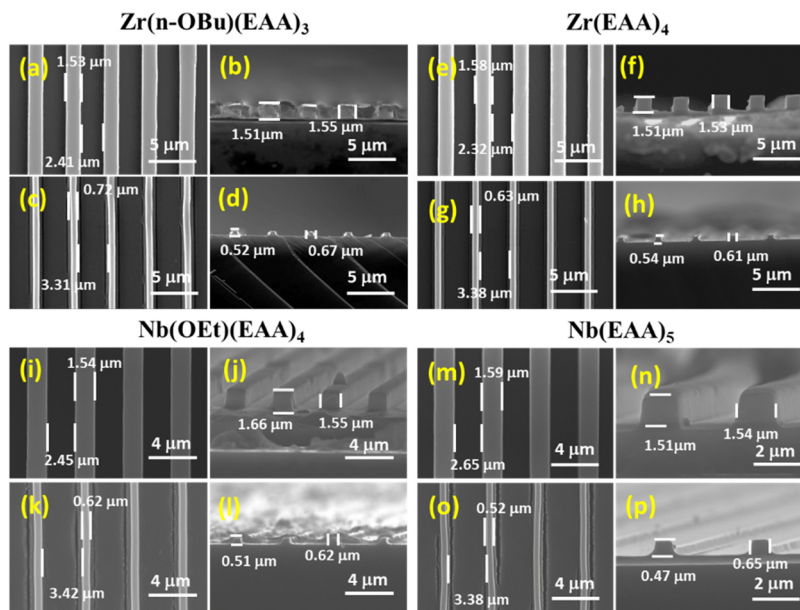 Zr(n-OBu)(EAA)3
Zr(EAA)4
(a)
1.53 µm
2.41 µm
5 µm
(b)
1.51µm
1.55µm
5 µm
(e)
1.58 µm
2.32 µm
5 µm
(f)
1.51µm
1.53 µm
5 µm
(c)
0.72 µm
3.31 µm
5 µm
(d)
0.52 µm
0.67 µm
5 µm
(g)
0.63 µm
3.38 µm
5 µm
(h)
0.54 µm
0.61 µm
5 µm
Nb(OEt)(EAA)4
Nb(EAA)5
(i)
1.54 µm
2.45µm
4 µm
(j)
1.66 µm
1.55 µm
4 µm
(m)
1.59 µm
2.65 µm
4 µm
(n)
1.51µm
1.54 µm
2 µm
(k)
0.62 µm
3.42 µm
4 µm
(l)
0.51 µm
0.62 µm
4 µm
(o)
0.52 µm
3.38 µm
4 µm
(p)
0.47 µm
0.65 µm
2 µm